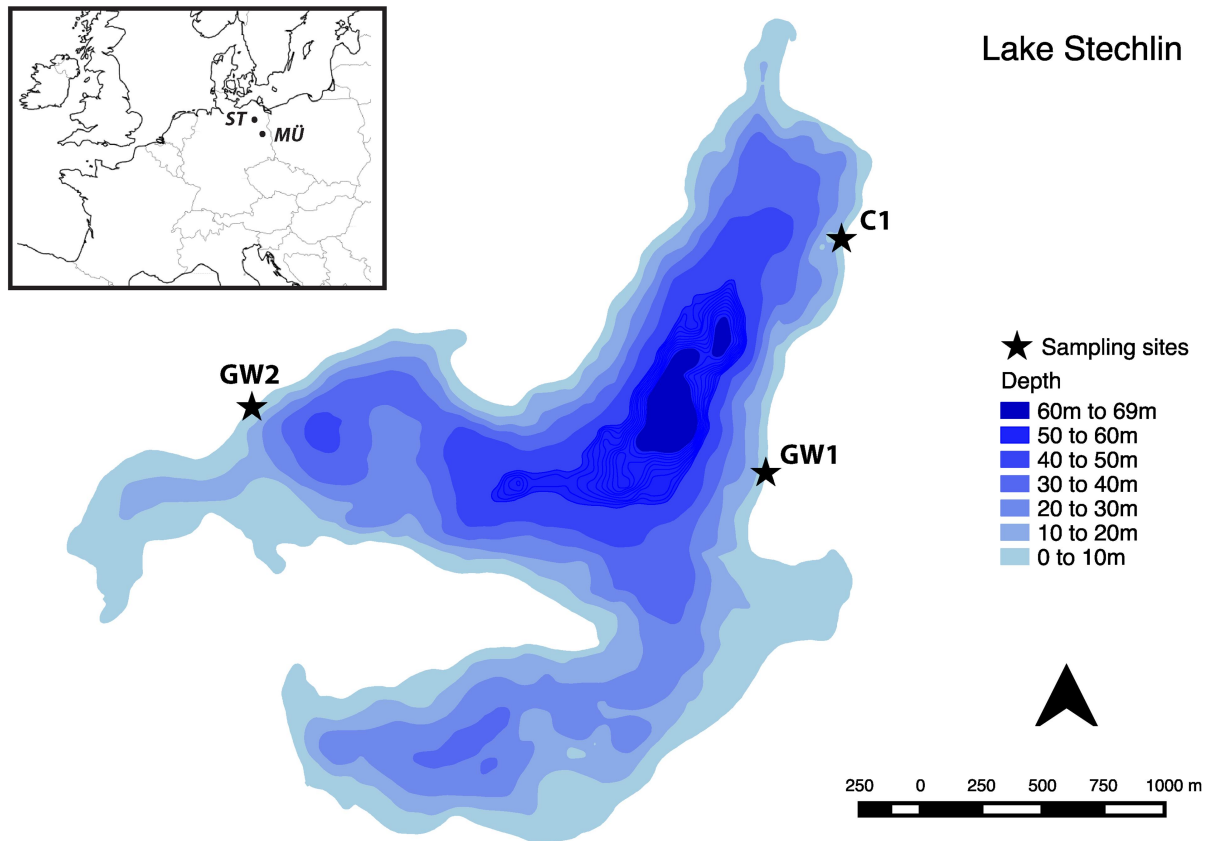 Lake Stechlin
ST
MÜ
C1
GW2
GW1
Sampling sites
Depth
60m to 69m
50 to 60m
40 to 50m
30 to 40m
20 to 30m
10 to 20m
0 to 10m
250 0 250 500 750 1000 m